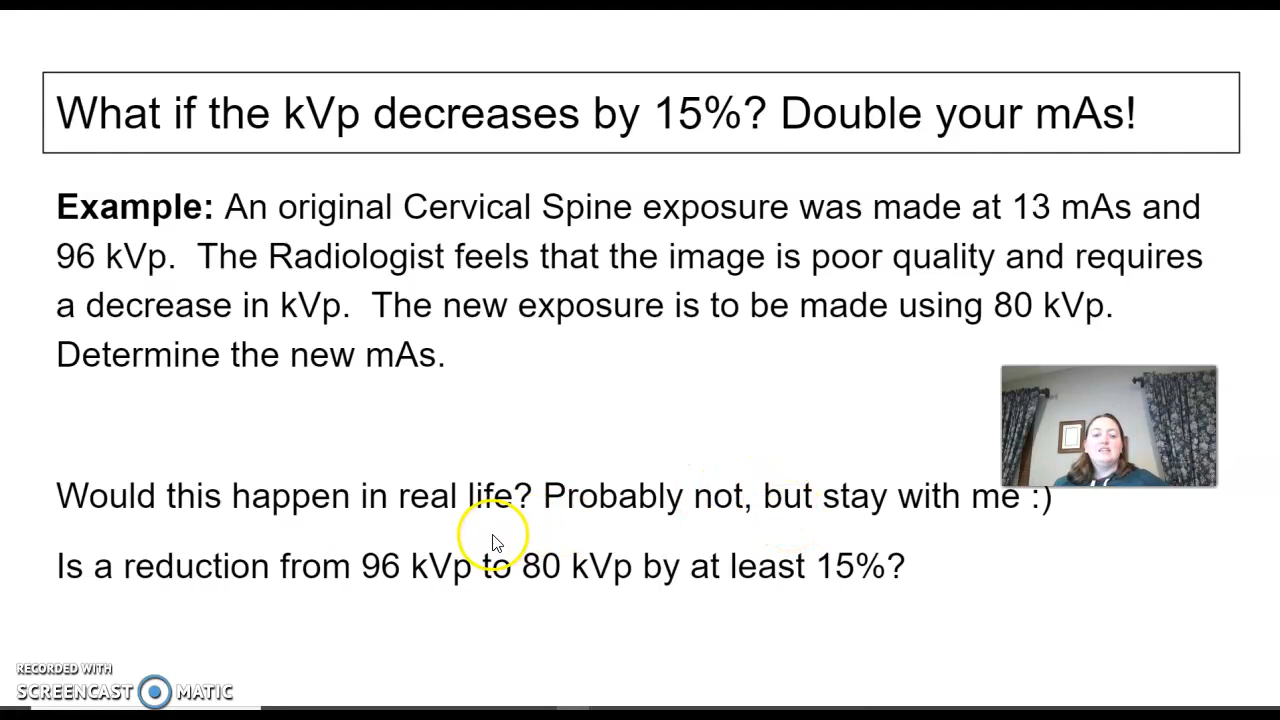 What if the kVp decreases by 15%? Double your mAs!
Example: An original Cervical Spine exposure was made at 13 mAs and
96 kVp.  The Radiologist feels that the image is poor quality and requires
a decrease in kVp.  The new exposure is to be made using 80 kVp.
Determine the new mAs.
Would this happen in real life? Probably not, but stay with me :)
Is a reduction from 96 kVp to 80 kVp by at least 15%?
RECORDED WITH
SCREENCAST MATIC